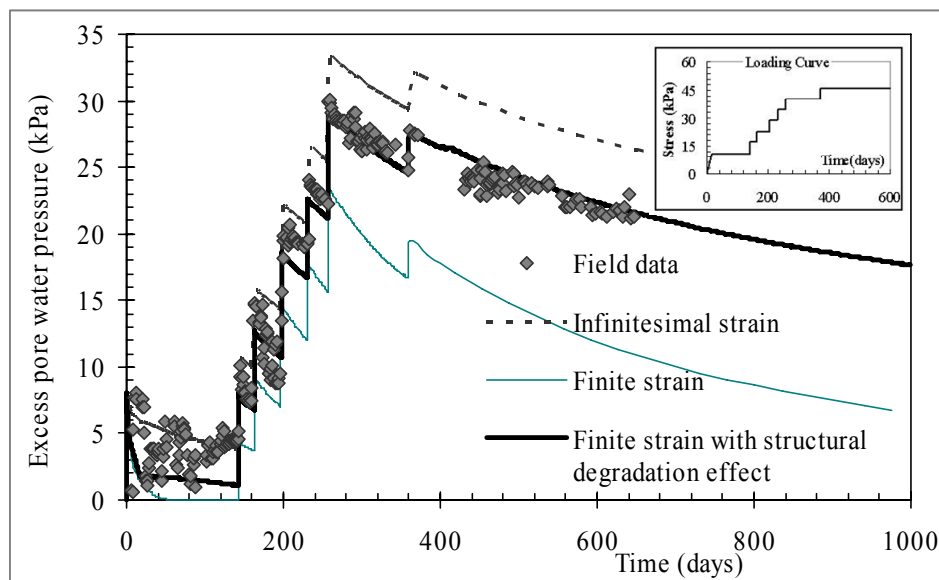 Excess pore water pressure (kPa)
35
30
25
20
15
10
5
0
0
200
400
600
800
1000
Time (days)
Field data
Infinitesimal strain
Finite strain
Finite strain with structural
degradation effect
Loading Curve
Stress (kPa)
60
45
30
15
0
Time(days)
0
200
400
600